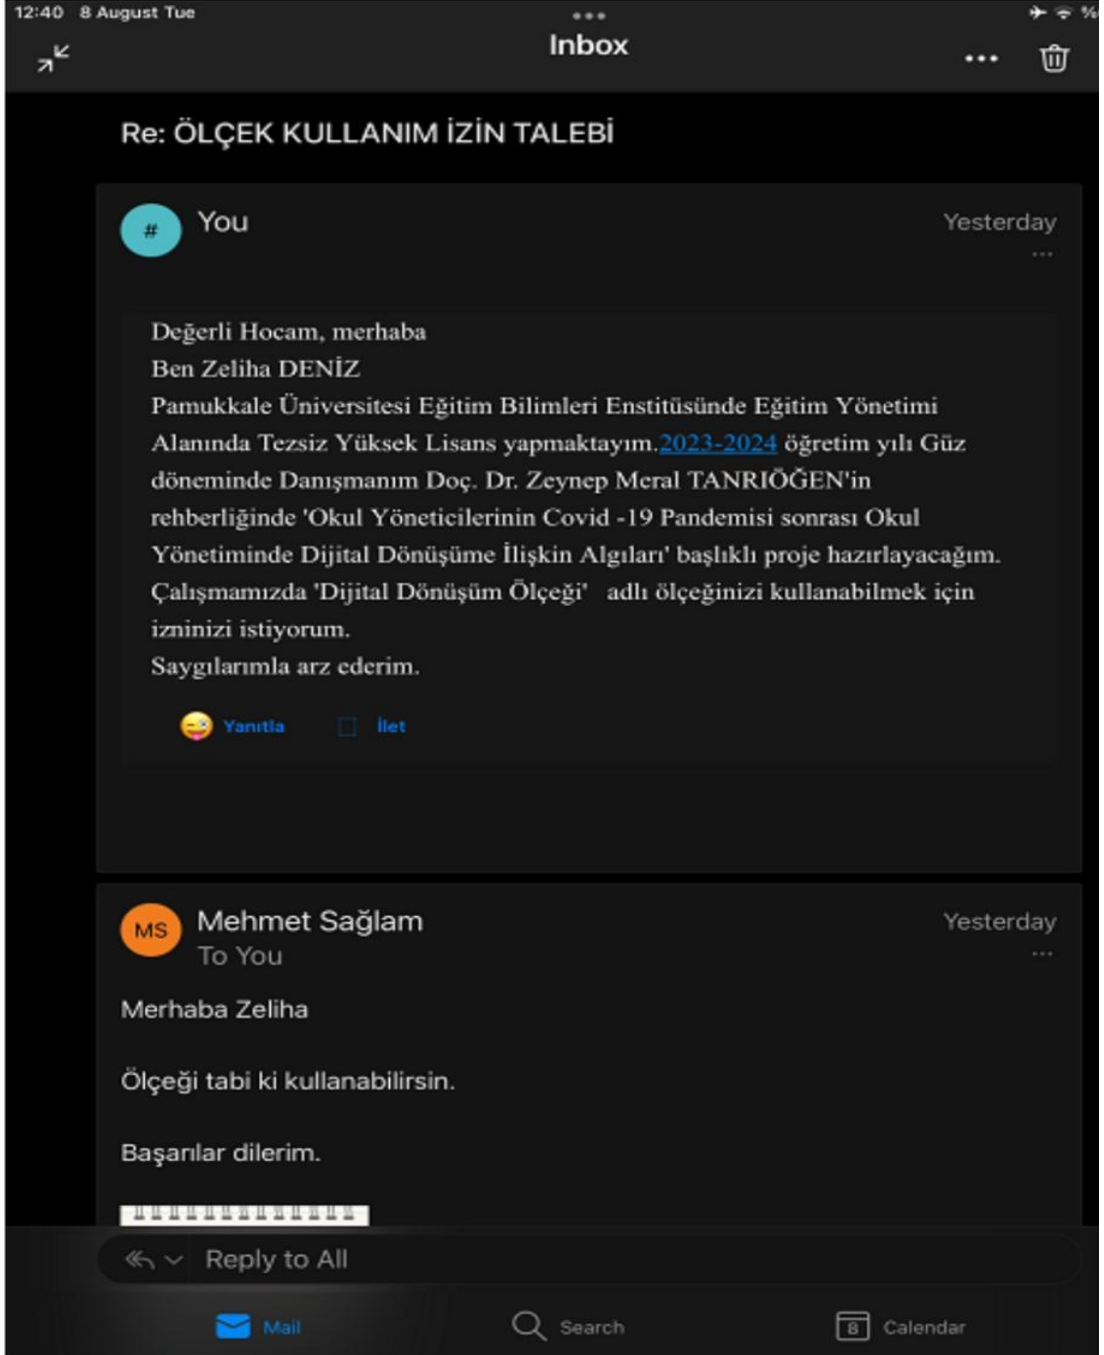 12:40 8 August Tue
Inbox
Re: ÖLÇEK KULLANIM İZİN TALEBİ
#
You
Yesterday
Değerli Hocam, merhaba
Ben Zeliha DENİZ
Pamukkale Üniversitesi Eğitim Bilimleri Enstitüsünde Eğitim Yönetimi
Alanında Tezsiz Yüksek Lisans yapmaktayım.2023-2024 öğretim yılı Güz
döneminde Danışmanım Doç. Dr. Zeynep Meral TANRIÖĞEN'in
rehberliğinde 'Okul Yöneticilerinin Covid -19 Pandemisi sonrası Okul
Yönetiminde Dijital Dönüşüme İlişkin Algıları' başlıklı proje hazırlayacağım.
Çalışmamızda 'Dijital Dönüşüm Ölçeği' adlı ölçeğinizi kullanabilmek için
izninizi istiyorum.
Saygılarımla arz ederim.
Yanıtla İlet
MS
Mehmet Sağlam
Yesterday
To You
Merhaba Zeliha
Ölçeği tabi ki kullanabilirsin.
Başarılar dilerim.
Reply to All
Mail Search 8 Calendar